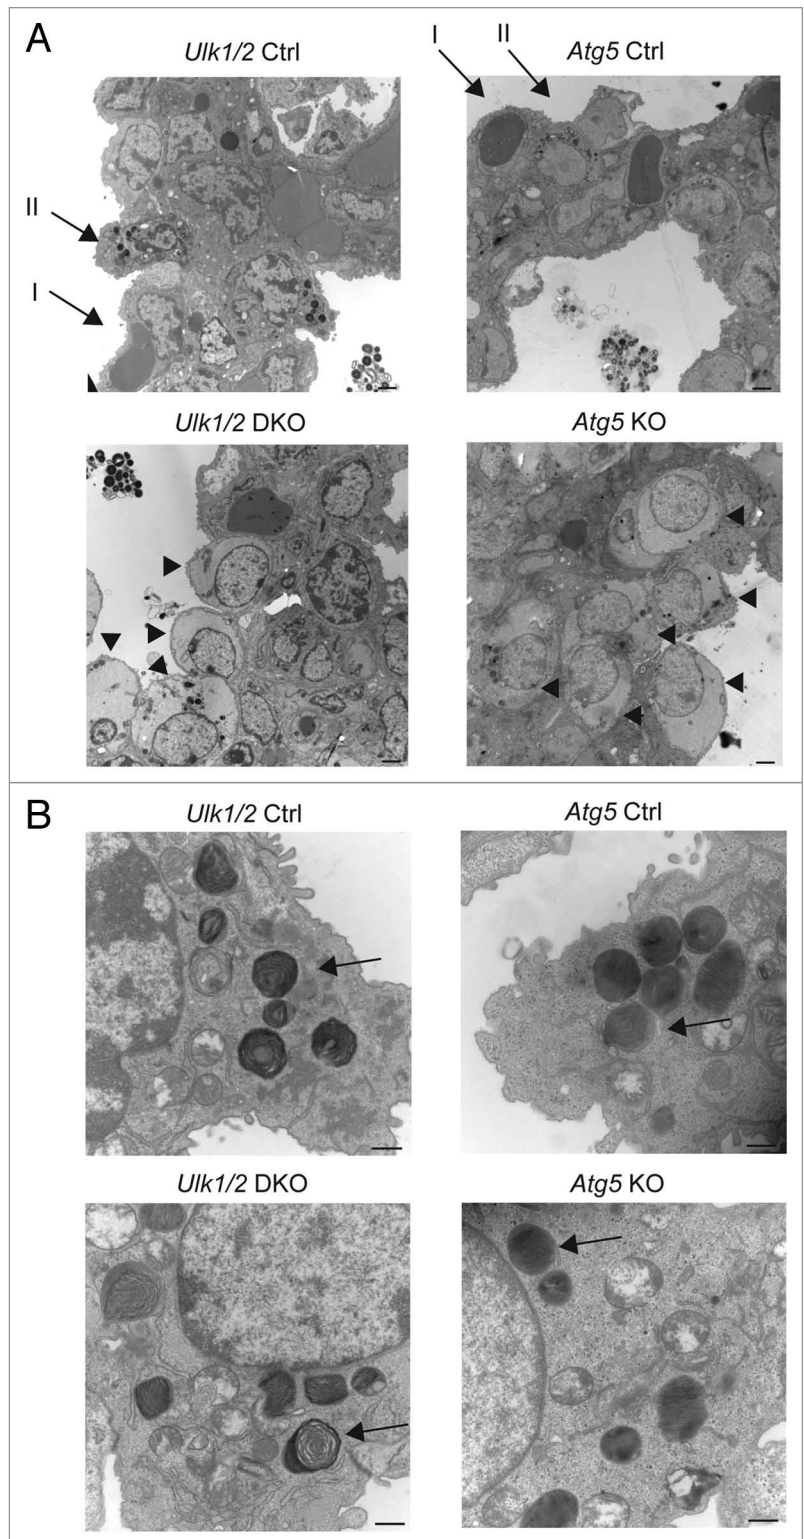 A
Ulk1/2 Ctrl
I
II
Atg5 Ctrl
II
I
Ulk1/2 DKO
Atg5 KO
B
Ulk1/2 Ctrl
Atg5 Ctrl
Ulk1/2 DKO
Atg5 KO